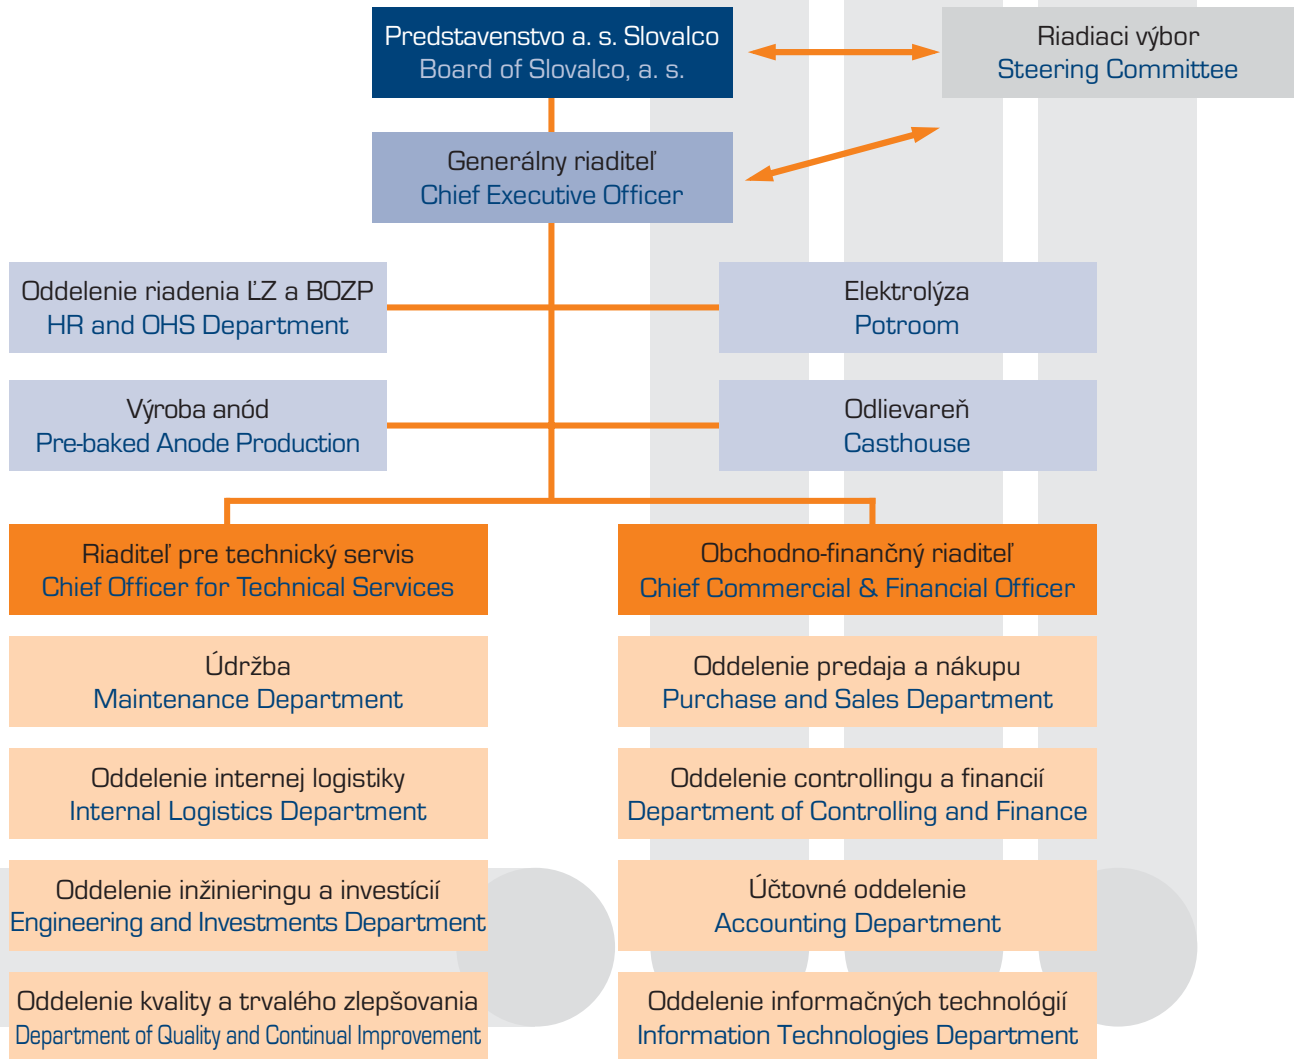 Predstavenstvo a. s. Slovalco
Board of Slovalco, a. s.
Riadiaci výbor
Steering Committee
Generálny riaditeľ
Chief Executive Officer
Oddelenie riadenia ĽZ a BOZP
HR and OHS Department
Elektrolýza
Potroom
Výroba anód
Pre-baked Anode Production
Odlievareň
Casthouse
Riaditeľ pre technický servis
Chief Officer for Technical Services
Obchodno-finančný riaditeľ
Chief Commercial & Financial Officer
Údržba
Maintenance Department
Oddelenie predaja a nákupu
Purchase and Sales Department
Oddelenie internej logistiky
Internal Logistics Department
Oddelenie controllingu a financií
Department of Controlling and Finance
Oddelenie inžinieringu a investícií
Engineering and Investments Department
Účtovné oddelenie
Accounting Department
Oddelenie kvality a trvalého zlepšovania
Department of Quality and Continual Improvement
Oddelenie informačných technológií
Information Technologies Department